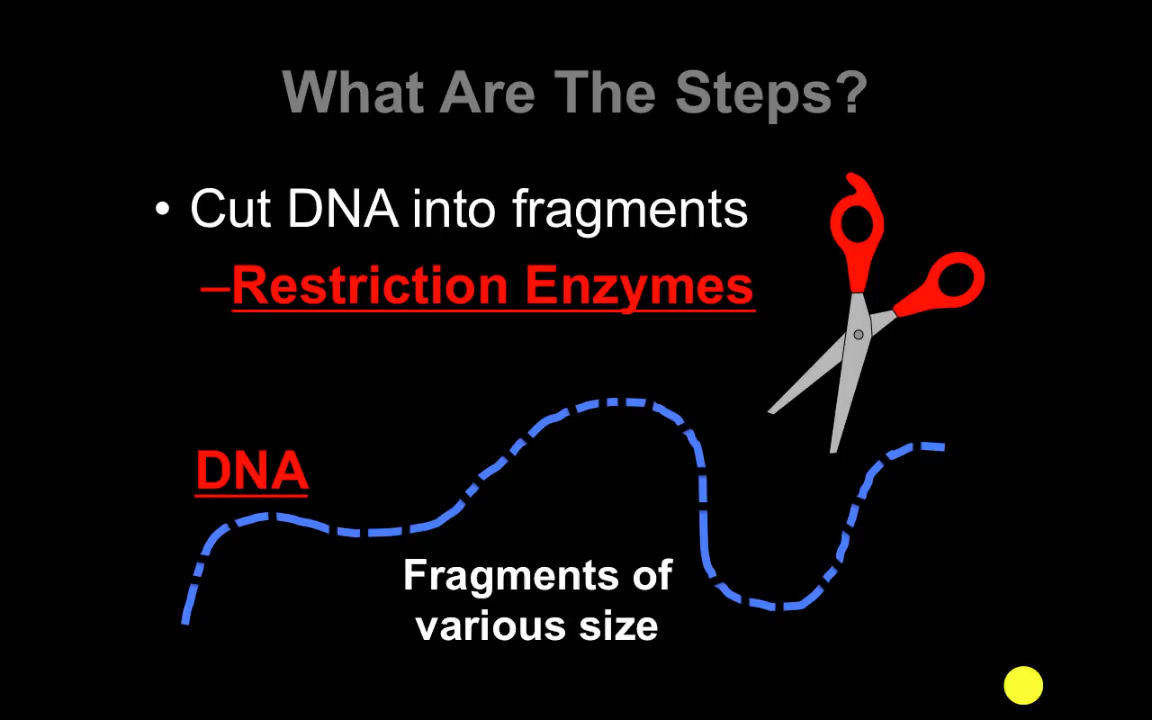 What Are The Steps?
• Cut DNA into fragments
–Restriction Enzymes
DNA
Fragments of
various size